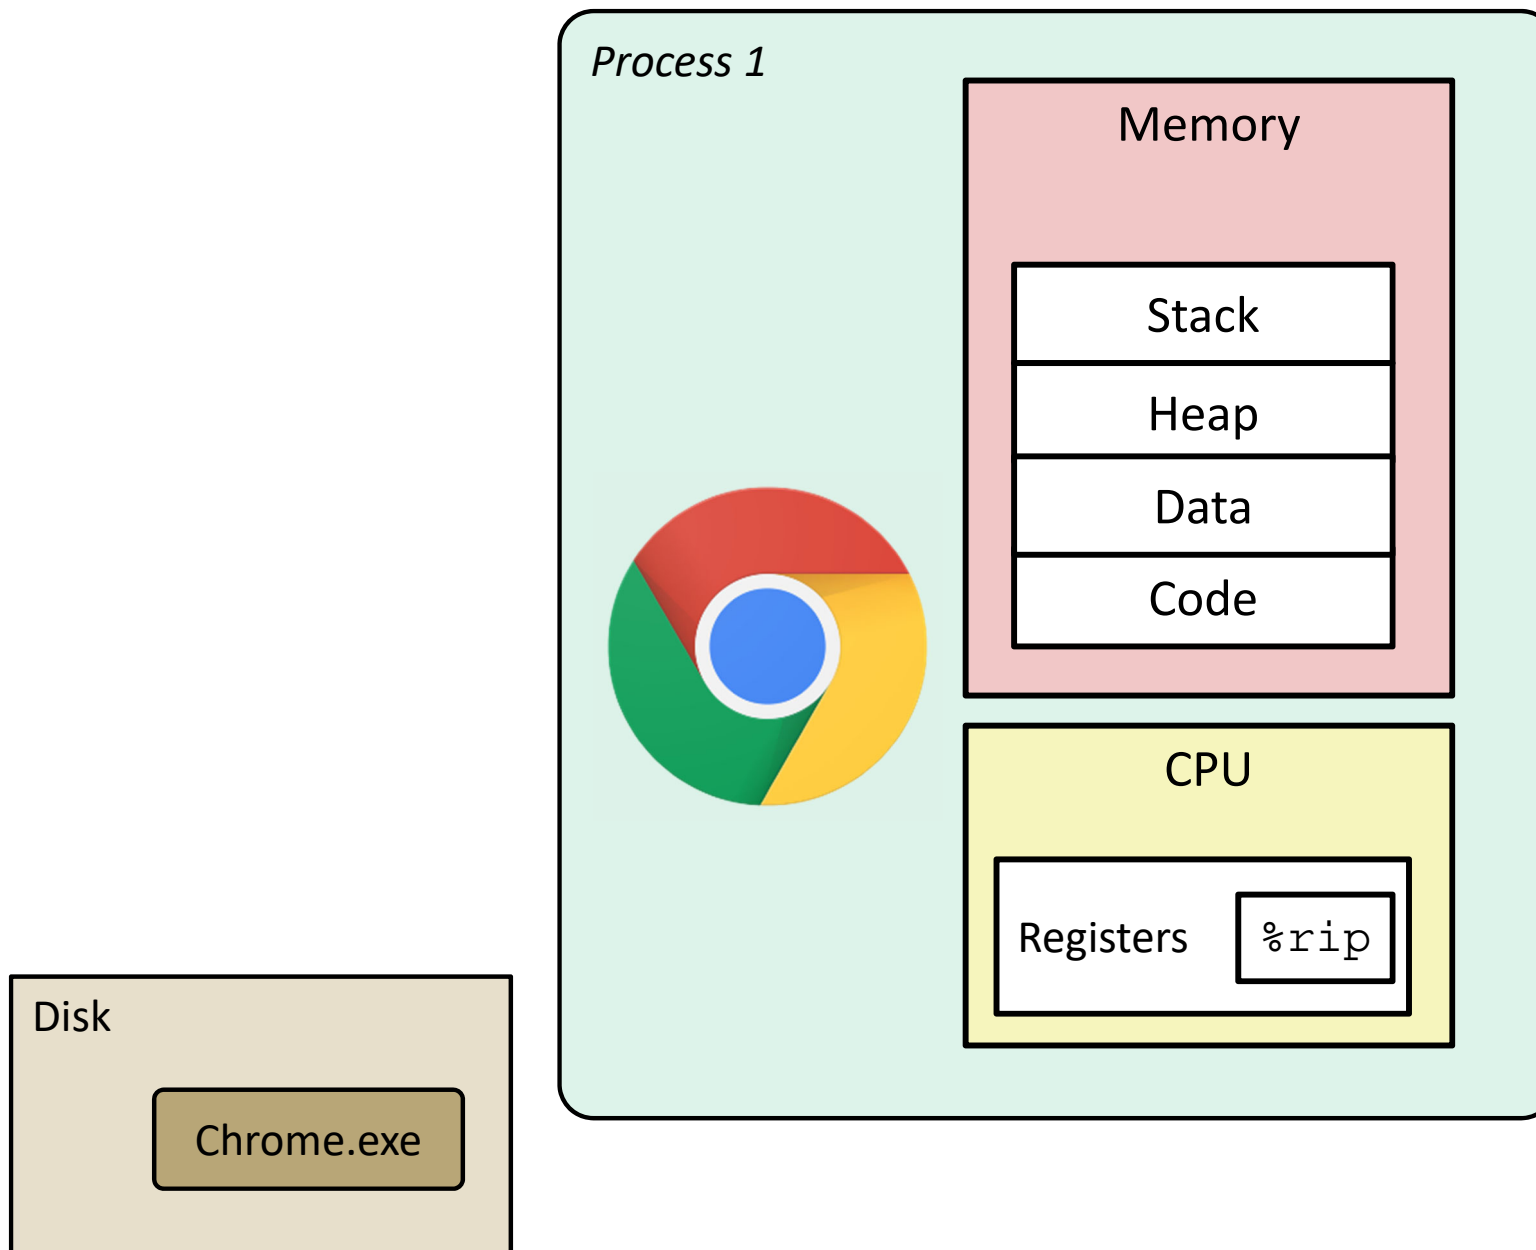 Process 1
Memory
Stack
Heap
Data
Code
CPU
Registers %rip
Disk
Chrome.exe